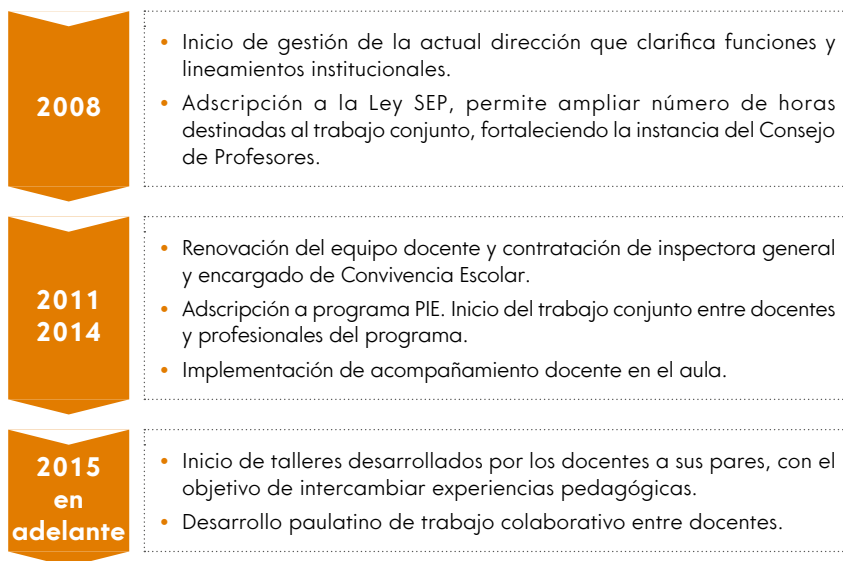 2008
• Inicio de gestión de la actual dirección que clarifica funciones y
lineamientos institucionales.
• Adscripción a la Ley SEP, permite ampliar número de horas
destinadas al trabajo conjunto, fortaleciendo la instancia del Consejo
de Profesores.
2011
2014
• Renovación del equipo docente y contratación de inspectora general
y encargado de Convivencia Escolar.
• Adscripción a programa PIE. Inicio del trabajo conjunto entre docentes
y profesionales del programa.
• Implementación de acompañamiento docente en el aula.
2015
en
adelante
• Inicio de talleres desarrollados por los docentes a sus pares, con el
objetivo de intercambiar experiencias pedagógicas.
• Desarrollo paulatino de trabajo colaborativo entre docentes.